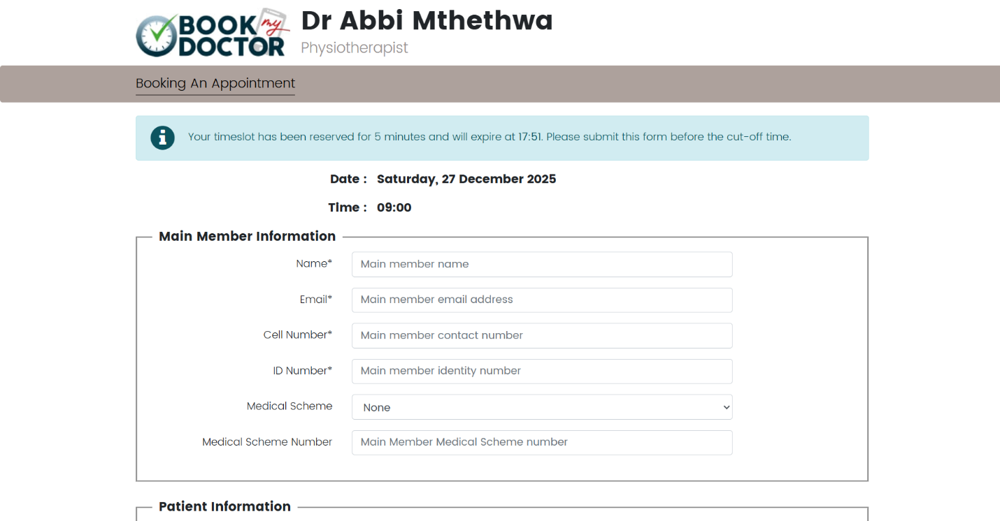 BOOK my DOCTOR
Dr Abbi Mthethwa
Physiotherapist
Booking An Appointment
Your timeslot has been reserved for 5 minutes and will expire at 17:51. Please submit this form before the cut-off time.
Date : Saturday, 27 December 2025
Time : 09:00
Main Member Information
Name* Main member name
Email* Main member email address
Cell Number* Main member contact number
ID Number* Main member identity number
Medical Scheme None
Medical Scheme Number Main Member Medical Scheme number
Patient Information